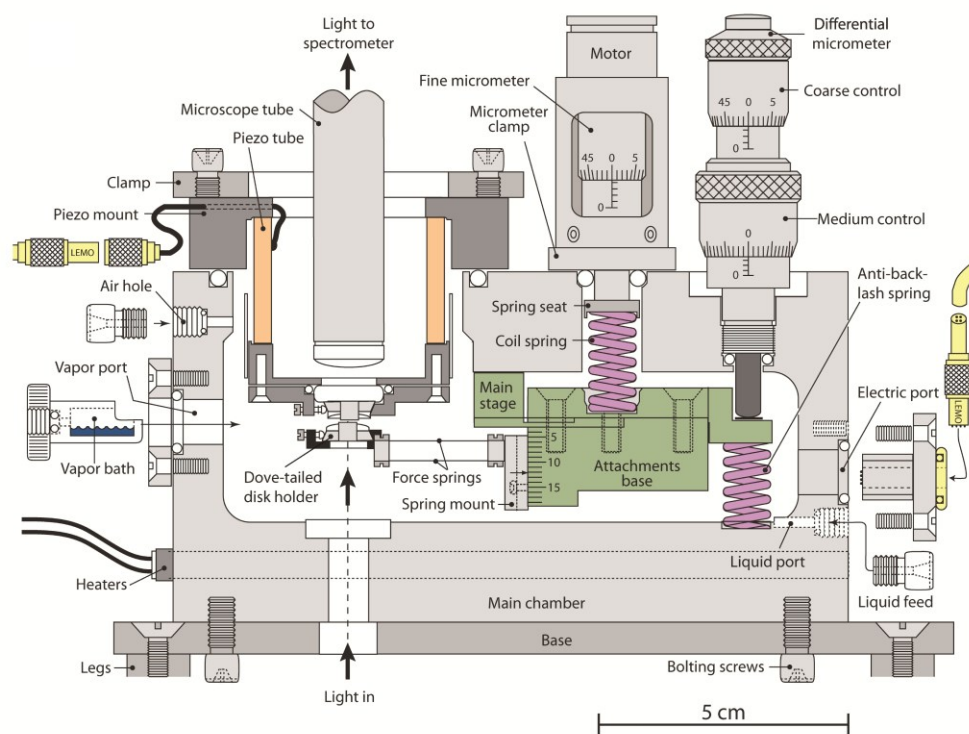 Light to
spectrometer
Differential
micrometer
Motor
Fine micrometer
Coarse control
45 0 5
0
Microscope tube
Micrometer
clamp
Piezo tube
45 0 5
0
Clamp
Piezo mount
Medium control
0
0
LEMO
Air hole
Spring seat
Anti-back-
lash spring
Coil spring
Vapor port
Main
stage
Electric port
LEMO
5
10
15
Attachments
base
Vapor bath
Dove-tailed
disk holder
Force springs
Spring mount
Liquid port
Heaters
Liquid feed
Main chamber
Base
Legs
Bolting screws
Light in
5 cm